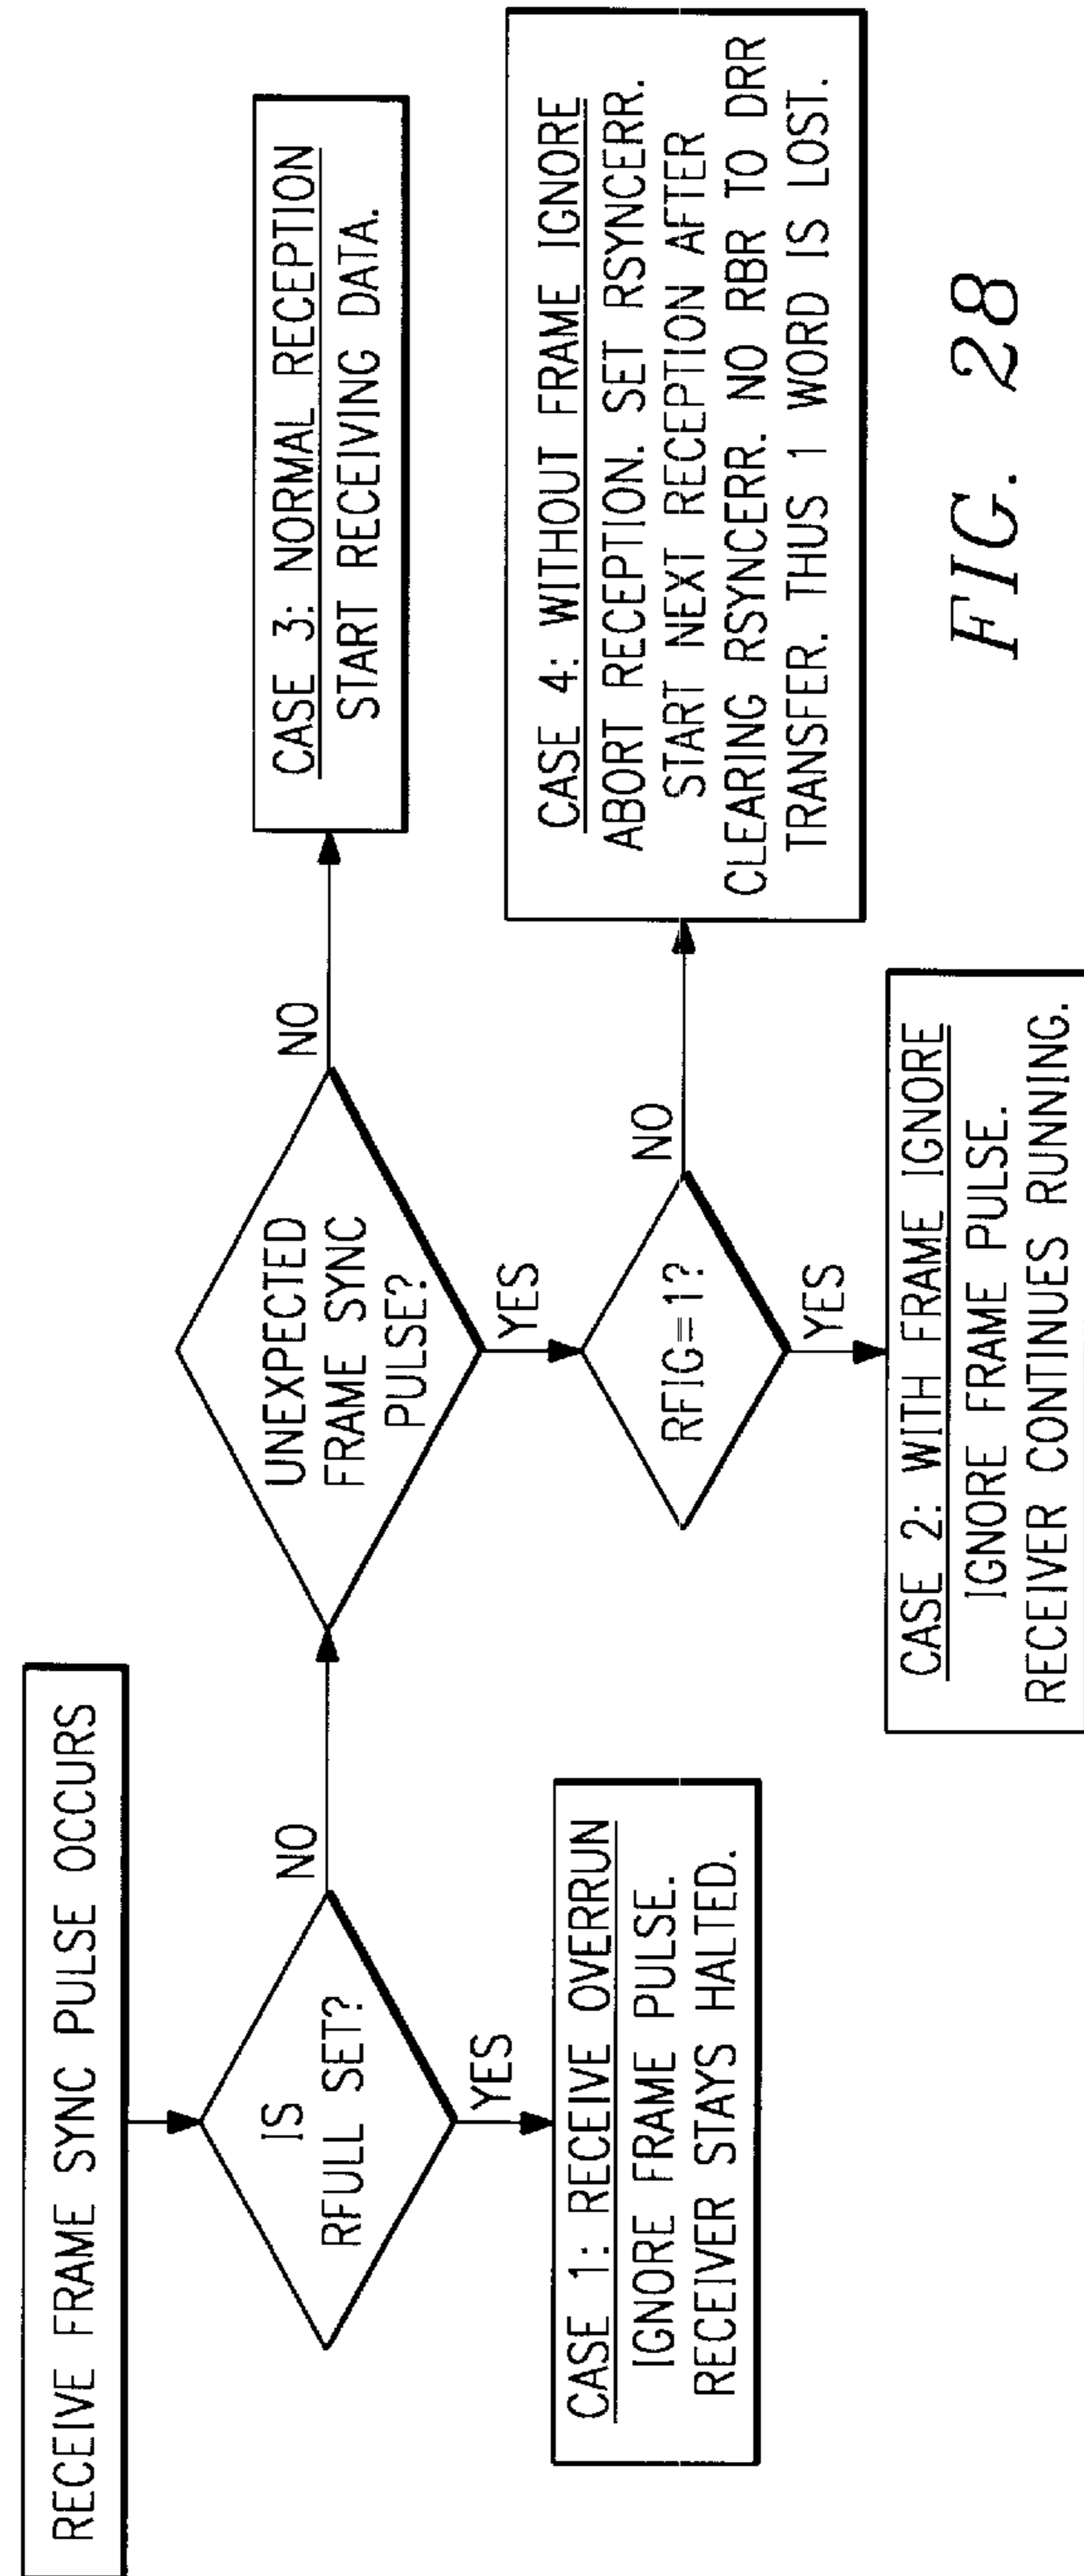 RECEIVE FRAME SYNC PULSE OCCURS
IS
RFULL SET?
NO
YES
CASE 1: RECEIVE OVERRUN
IGNORE FRAME PULSE.
RECEIVER STAYS HALTED.
UNEXPECTED
FRAME SYNC
PULSE?
NO
YES
CASE 3: NORMAL RECEPTION
START RECEIVING DATA.
RFIG=1?
NO
YES
CASE 4: WITHOUT FRAME IGNORE
ABORT RECEPTION. SET RSYNCERR.
START NEXT RECEPTION AFTER
CLEARING RSYNCERR. NO RBR TO DRR
TRANSFER. THUS 1 WORD IS LOST.
CASE 2: WITH FRAME IGNORE
IGNORE FRAME PULSE.
RECEIVER CONTINUES RUNNING.
FIG. 28